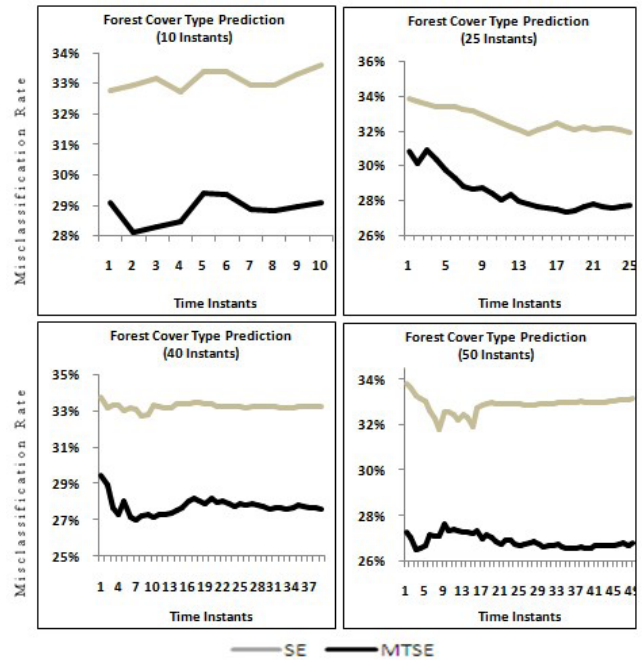 Forest Cover Type Prediction
(10 Instants)
Misclassification Rate
34%
33%
32%
31%
30%
29%
28%
1 2 3 4 5 6 7 8 9 10
Time Instants
Forest Cover Type Prediction
(25 Instants)
36%
34%
32%
30%
28%
26%
1 5 9 13 17 21 25
Time Instants
Forest Cover Type Prediction
(40 Instants)
Misclassification Rate
35%
33%
31%
29%
27%
25%
1 4 7 10 13 16 19 22 25 28 31 34 37
Time Instants
Forest Cover Type Prediction
(50 Instants)
34%
32%
30%
28%
26%
1 5 9 13 17 21 25 29 33 37 41 45 49
Time Instants
SE MTSE